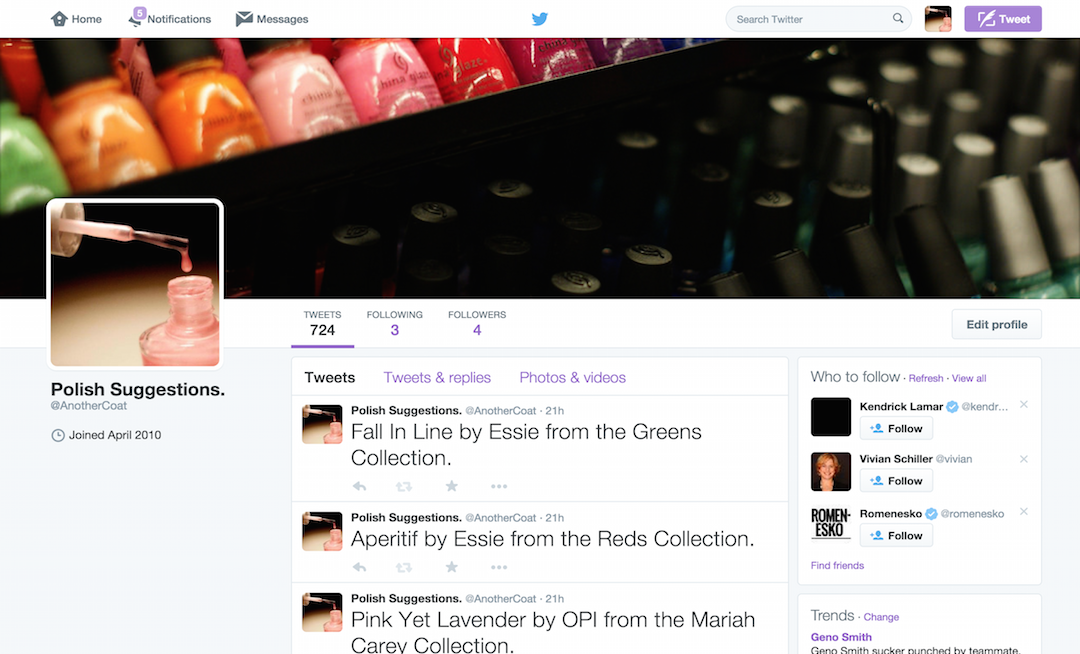 Home
5
Notifications
Messages
Search Twitter
Tweet
china glaze.
china glaze
china
TWEETS
724
FOLLOWING
3
FOLLOWERS
4
Edit profile
Polish Suggestions.
@AnotherCoat
Joined April 2010
Tweets
Tweets & replies
Photos & videos
Polish Suggestions. @AnotherCoat · 21h
Fall In Line by Essie from the Greens
Collection.
Polish Suggestions. @AnotherCoat · 21h
Aperitif by Essie from the Reds Collection.
Polish Suggestions. @AnotherCoat · 21h
Pink Yet Lavender by OPI from the Mariah
Carey Collection.
Who to follow · Refresh · View all
Kendrick Lamar @kendr...
Follow
Vivian Schiller @vivian
Follow
ROMEN-
ESKO
Romenesko @romenesko
Follow
Find friends
Trends · Change
Geno Smith
Geno Smith sucker punched by teammate,